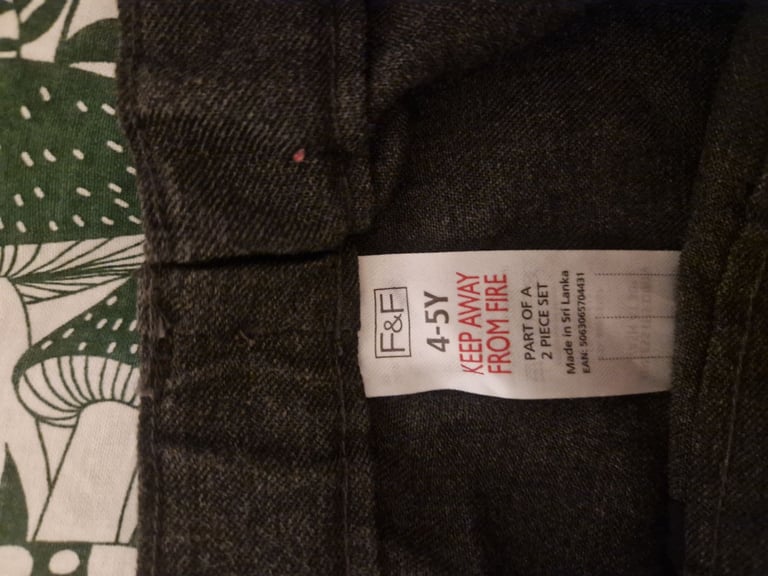 F&F
4-5Y
KEEP AWAY
FROM FIRE
PART OF A
2 PIECE SET
Made in Sri Lanka
EAN: 5063065704431